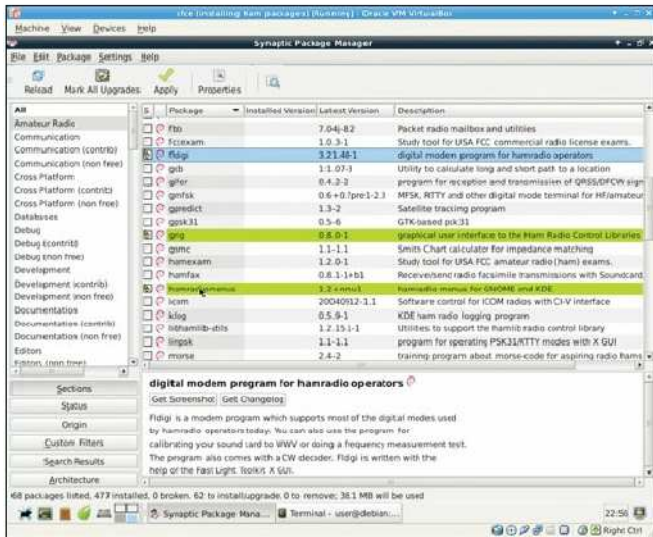 xfce (installing ham packages) [Running] - Oracle VM VirtualBox
Machine View Devices Help
Synaptic Package Manager
File Edit Package Settings Help
Reload Mark All Upgrades Apply Properties
All
Amateur Radio
Communication
Communication (contrib)
Communication (non free)
Cross Platform
Cross Platform (contrib)
Cross Platform (non free)
Databases
Debug
Debug (contrib)
Debug (non free)
Development
Development (contrib)
Development (non free)
Documentation
Documentation (contrib)
Documentation (non free)
Editors
Editors (non free)
Sections
Status
Origin
Custom Filters
Search Results
Architecture
S Package Installed Version Latest Version Description
fbb 7.04j-8.2 Packet radio mailbox and utilities
fccexam 1.0.3-1 Study tool for USA FCC commercial radio license exams.
fldigi 3.21.48-1 digital modem program for hamradio operators
gcb 1:1.07-3 Utility to calculate long and short path to a location
glfer 0.4.2-2 program for reception and transmission of QRSS/DFCW sign
gmfsk MFSK, RTTY and other digital mode terminal for HF/amateur
gpredict 1.3-2 Satellite tracking program
gpsk31 0.5-6 GTK-based psk31
grig 0.8.0-1 graphical user interface to the Ham Radio Control Libraries
gsmc 1.1-1.1 Smits Chart calculator for impedance matching
hamexam 1.2.0-1 Study tool for USA FCC amateur radio (ham) exams.
hamfax 0.8.1-1+b1 Receive/send radio facsimile transmissions with Soundcard
hamradiomenus hamradio menus for GNOME and KDE
icom 20040912-1.1 Software control for ICOM radios with CI-V interface
klog 0.5.9-1 KDE ham radio logging program
libhamlib-utils 1.2.15.1-1 Utilities to support the hamlib radio control library
linpsk 1.1-1.1 program for operating PSK31/RTTY modes with X GUI
morse 2.4-2 training program about morse-code for aspiring radio hams
digital modem program for hamradio operators
Get Screenshot Get Changelog
Fldigi is a modem program which supports most of the digital modes used
by hamradio operators today. You can also use the program for
calibrating your sound card to WWV or doing a frequency measurement test.
The program also comes with a CW decoder. Fldigi is written with the
help of the Fast Light Toolkit X GUI.
68 packages listed, 477 installed, 0 broken. 62 to install/upgrade, 0 to remove; 38.1 MB will be used
Synaptic Package Mana... Terminal - user@debian:... 22:56
Right Ctrl